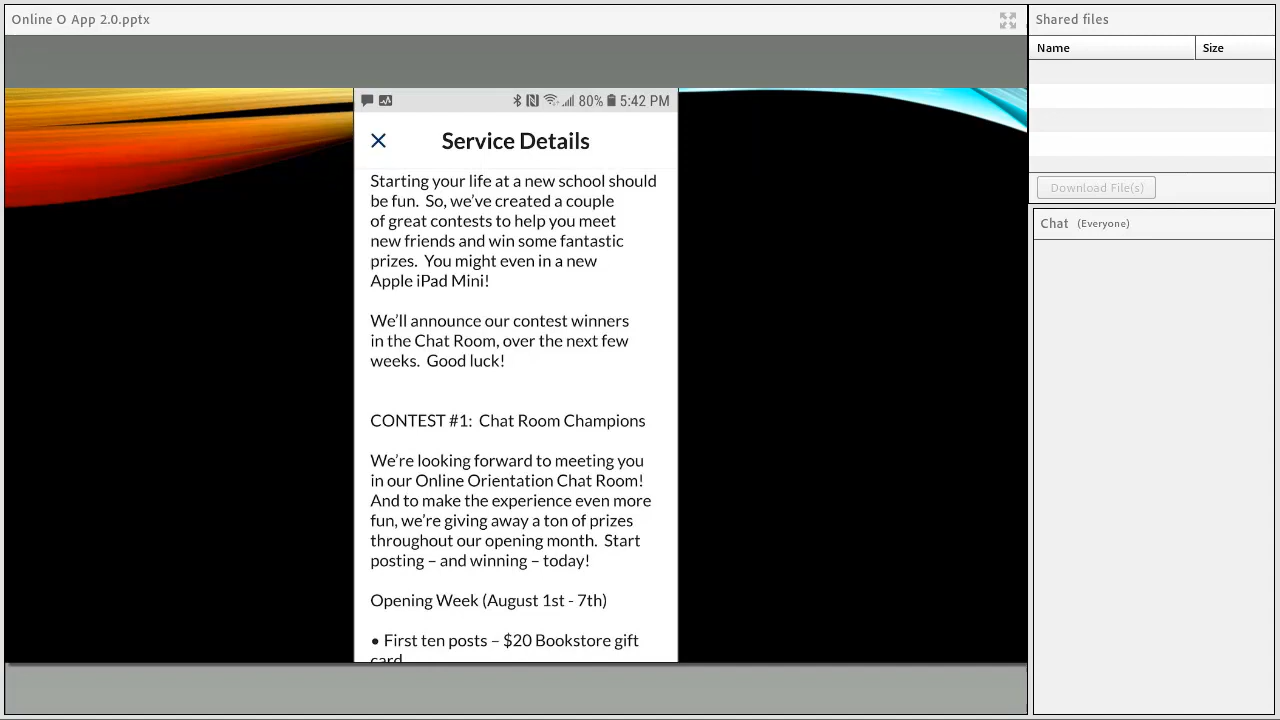 Online O App 2.0.pptx
80% 5:42 PM
Service Details
Starting your life at a new school should
be fun.  So, we've created a couple
of great contests to help you meet
new friends and win some fantastic
prizes.  You might even in a new
Apple iPad Mini!
We'll announce our contest winners
in the Chat Room, over the next few
weeks.  Good luck!
CONTEST #1:  Chat Room Champions
We're looking forward to meeting you
in our Online Orientation Chat Room!
And to make the experience even more
fun, we're giving away a ton of prizes
throughout our opening month.  Start
posting – and winning – today!
Opening Week (August 1st - 7th)
• First ten posts – $20 Bookstore gift
card
Shared files
Name Size
Download File(s)
Chat (Everyone)